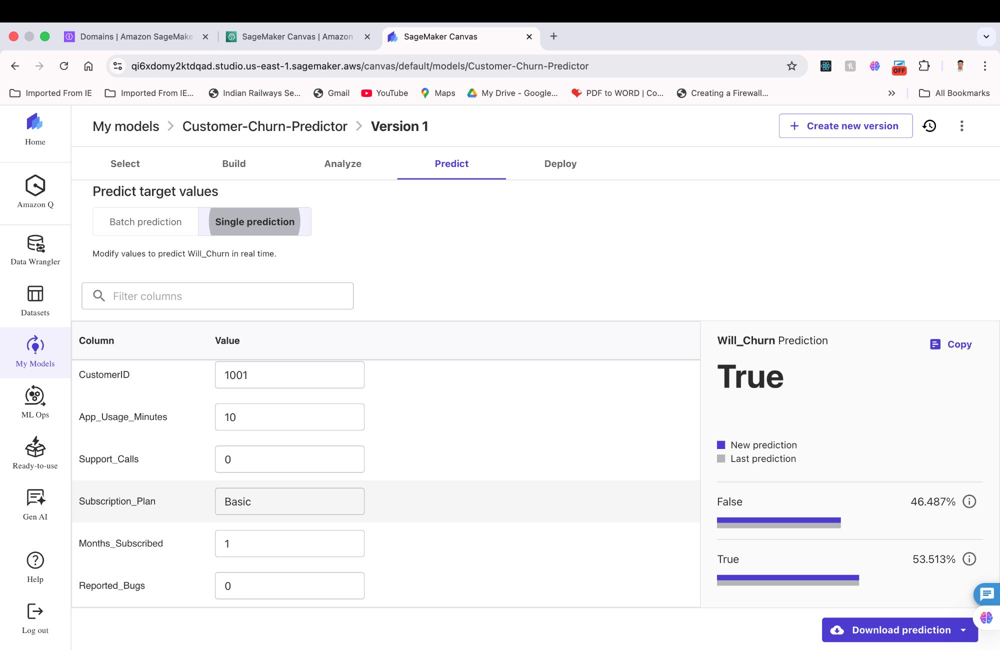 Domains | Amazon SageMake
SageMaker Canvas | Amazon
SageMaker Canvas
qi6xdomy2ktdqad.studio.us-east-1.sagemaker.aws/canvas/default/models/Customer-Churn-Predictor
OFF
Imported From IE
Imported From IE...
Indian Railways Se...
Gmail
YouTube
Maps
My Drive - Google...
PDF to WORD | Co...
Creating a Firewall...
All Bookmarks
Home
Amazon Q
Data Wrangler
Datasets
My Models
ML Ops
Ready-to-use
Gen AI
Help
Log out
My models > Customer-Churn-Predictor > Version 1
+ Create new version
Select
Build
Analyze
Predict
Deploy
Predict target values
Batch prediction
Single prediction
Modify values to predict Will_Churn in real time.
Filter columns
Column Value
CustomerID 1001
App_Usage_Minutes 10
Support_Calls 0
Subscription_Plan Basic
Months_Subscribed 1
Reported_Bugs 0
Will_Churn Prediction
Copy
True
New prediction
Last prediction
False 46.487%
True 53.513%
Download prediction